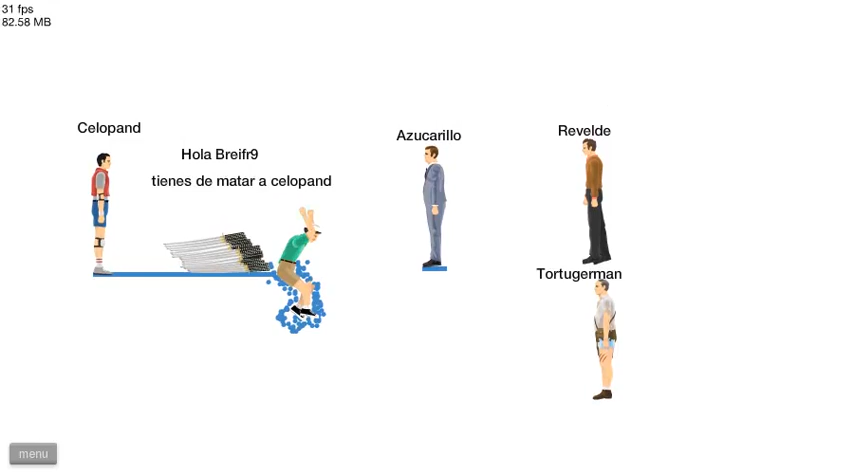 31 fps
82.58 MB
Celopand
Hola Breifr9
tienes de matar a celopand
Azucarillo
Revelde
Tortugerman
menu